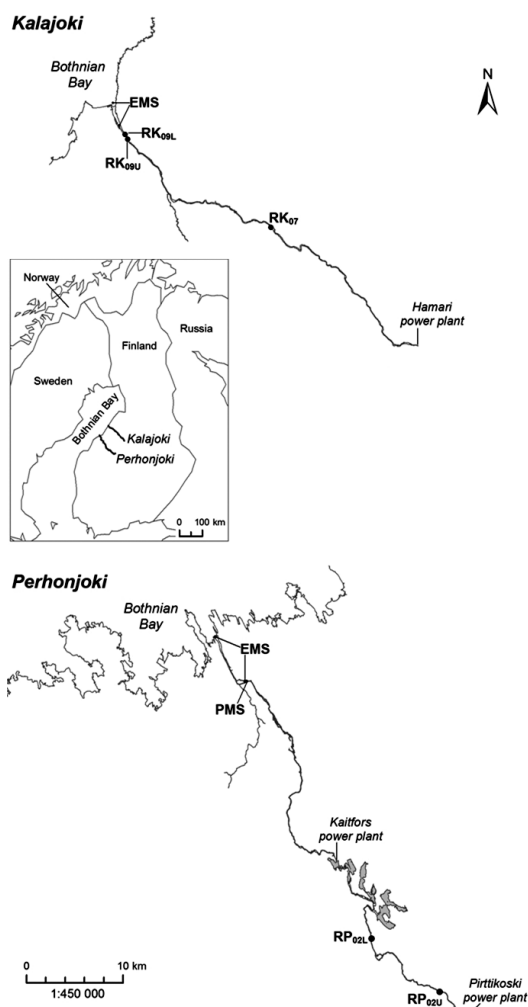 Kalajoki
Bothnian
Bay
N
EMS
RK09L
RK09U
RK07
Hamari
power plant
Norway
Finland
Russia
Sweden
Bothnian Bay
Kalajoki
Perhonjoki
0 100 km
Perhonjoki
Bothnian
Bay
EMS
PMS
Kaitfors
power plant
RP02L
RP02U
Pirttikoski
power plant
0 10 km
1:450 000